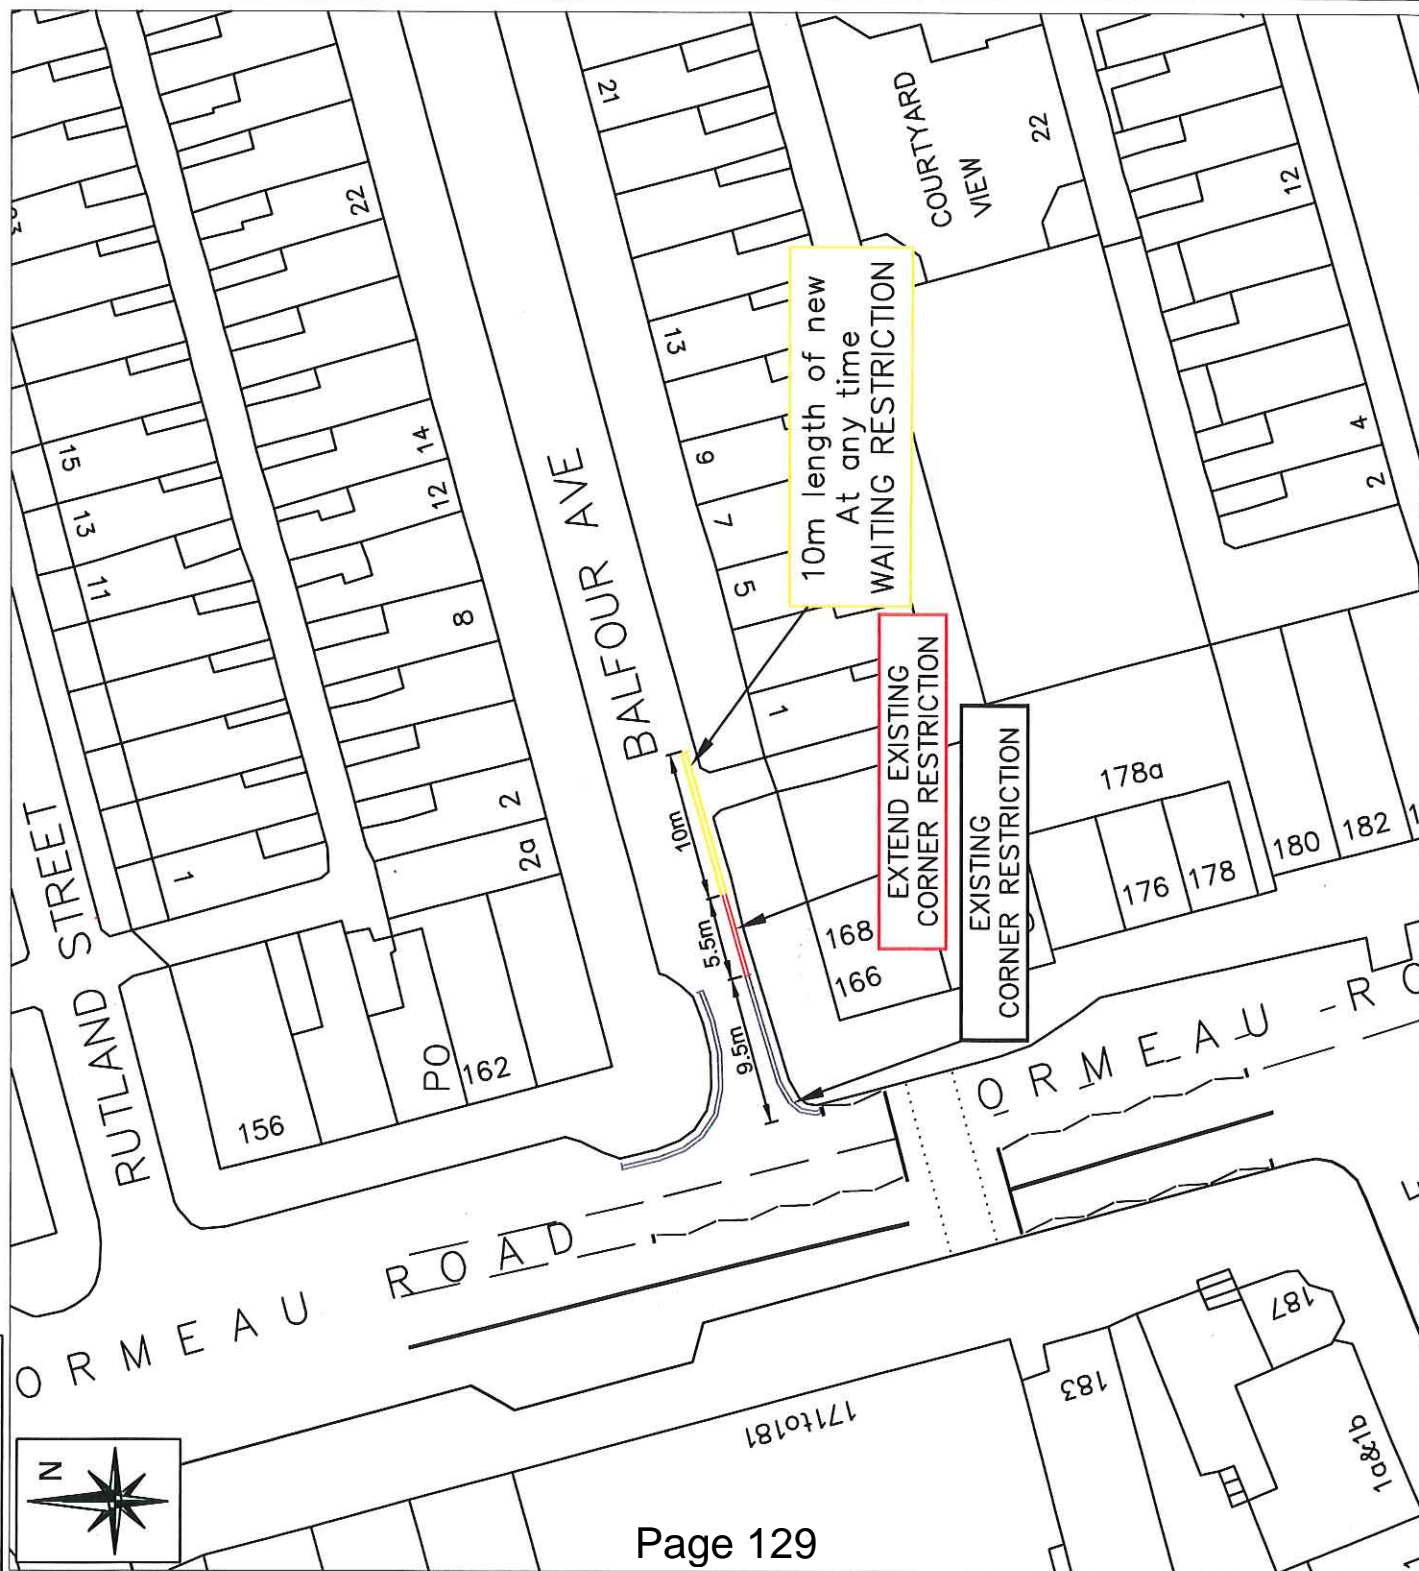 21
COURTYARD
VIEW
22
12
22
13
9
7
5
1
14
12
8
2
2a
15
13
11
1
4
2
10m length of new
At any time
WAITING RESTRICTION
EXTEND EXISTING
CORNER RESTRICTION
EXISTING
CORNER RESTRICTION
BALFOUR AVE
10m
5.5m
9.5m
RUTLAND STREET
156
PO
162
168
166
178a
176
178
180
182
ORMEAU ROAD
ORMEAU
171to181
183
187
1a&1b
N
Page 129